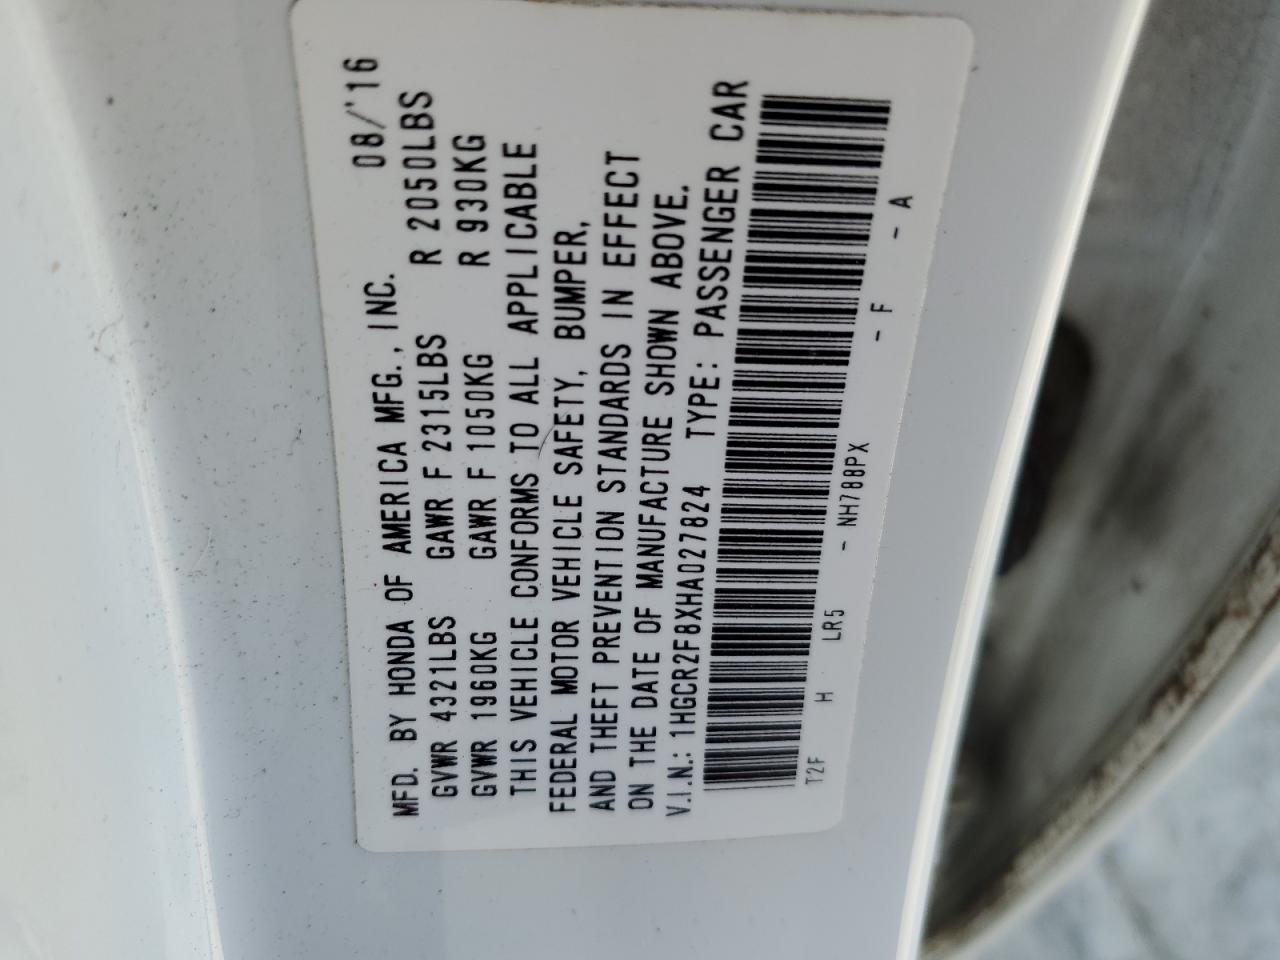 MFD. BY HONDA OF AMERICA MFG., INC. 08/'16
GVWR 4321LBS GAWR F 2315LBS R 2050LBS
GVWR 1960KG GAWR F 1050KG R 930KG
THIS VEHICLE CONFORMS TO ALL APPLICABLE
FEDERAL MOTOR VEHICLE SAFETY, BUMPER,
AND THEFT PREVENTION STANDARDS IN EFFECT
ON THE DATE OF MANUFACTURE SHOWN ABOVE.
V.I.N.: 1HGCR2F8XHA027824 TYPE: PASSENGER CAR
T2F H LR5 - NH788PX - F - A